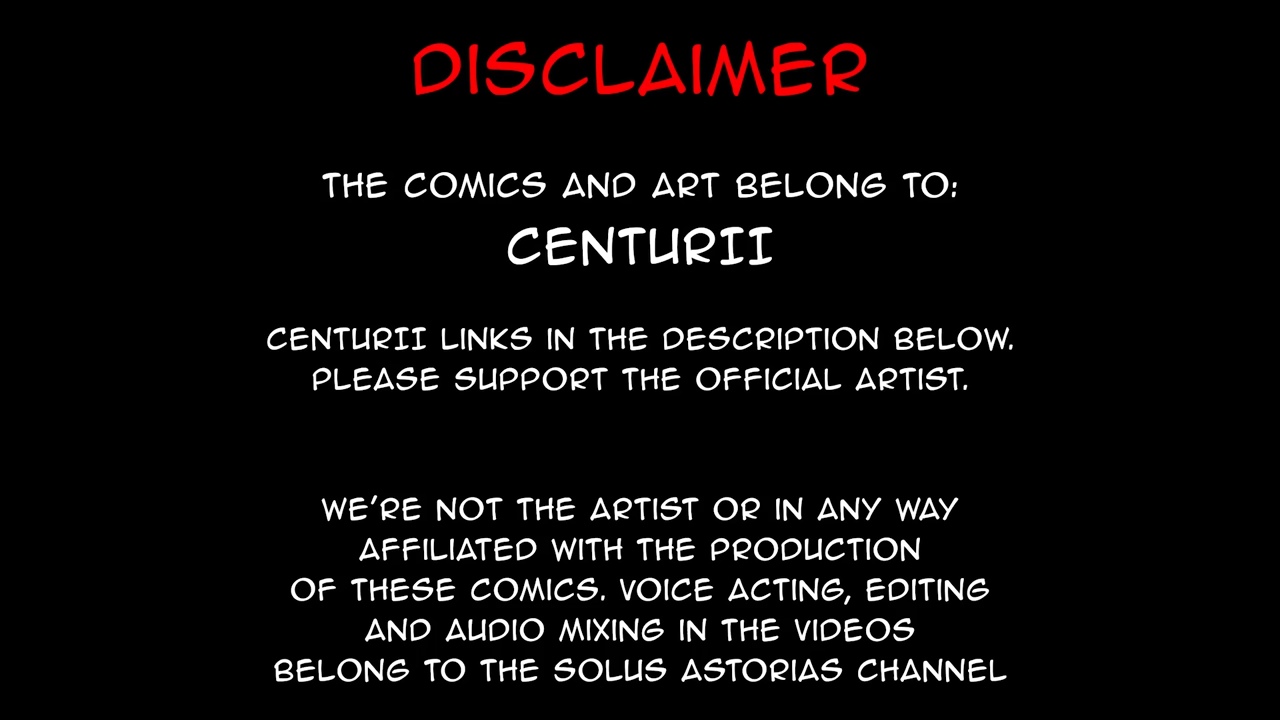 DISCLAIMER
THE COMICS AND ART BELONG TO:
CENTURII
CENTURII LINKS IN THE DESCRIPTION BELOW.
PLEASE SUPPORT THE OFFICIAL ARTIST.
WE'RE NOT THE ARTIST OR IN ANY WAY
AFFILIATED WITH THE PRODUCTION
OF THESE COMICS. VOICE ACTING, EDITING
AND AUDIO MIXING IN THE VIDEOS
BELONG TO THE SOLUS ASTORIAS CHANNEL